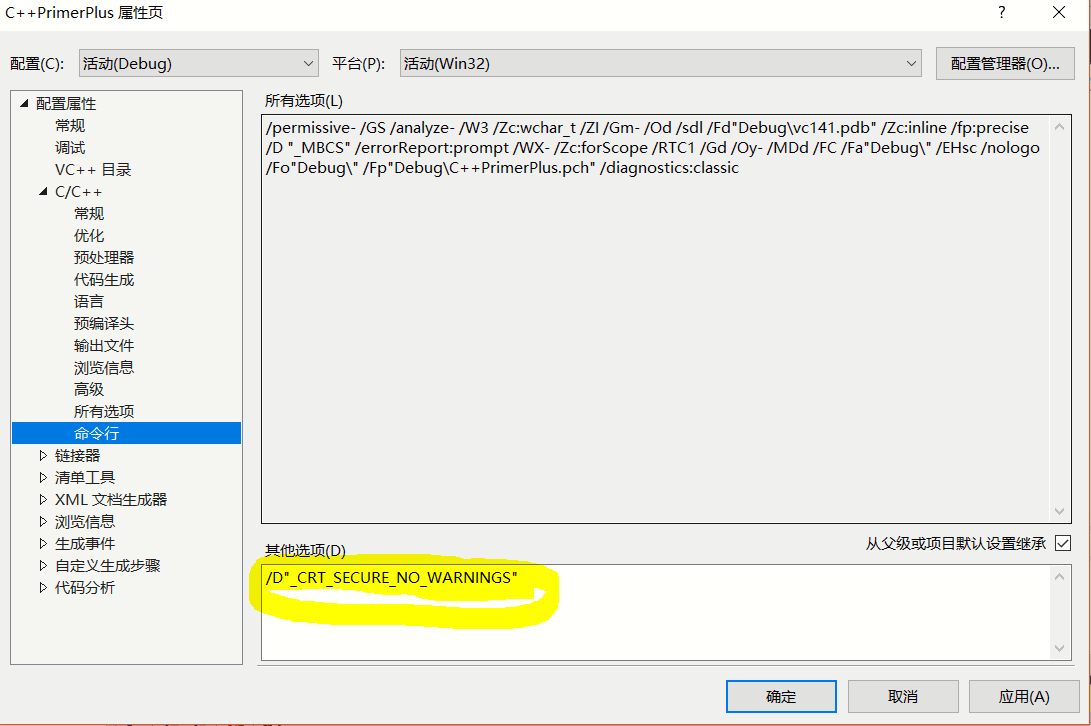 C++PrimerPlus 属性页
?
配置(C): 活动(Debug) 平台(P): 活动(Win32) 配置管理器(O)...
配置属性
常规
调试
VC++ 目录
C/C++
常规
优化
预处理器
代码生成
语言
预编译头
输出文件
浏览信息
高级
所有选项
命令行
链接器
清单工具
XML 文档生成器
浏览信息
生成事件
自定义生成步骤
代码分析
所有选项(L)
/permissive- /GS /analyze- /W3 /Zc:wchar_t /ZI /Gm- /Od /sdl /Fd"Debug\vc141.pdb" /Zc:inline /fp:precise
/D "_MBCS" /errorReport:prompt /WX- /Zc:forScope /RTC1 /Gd /Oy- /MDd /FC /Fa"Debug\" /EHsc /nologo
/Fo"Debug\" /Fp"Debug\C++PrimerPlus.pch" /diagnostics:classic
其他选项(D)
从父级或项目默认设置继承
/D"_CRT_SECURE_NO_WARNINGS"
确定 取消 应用(A)